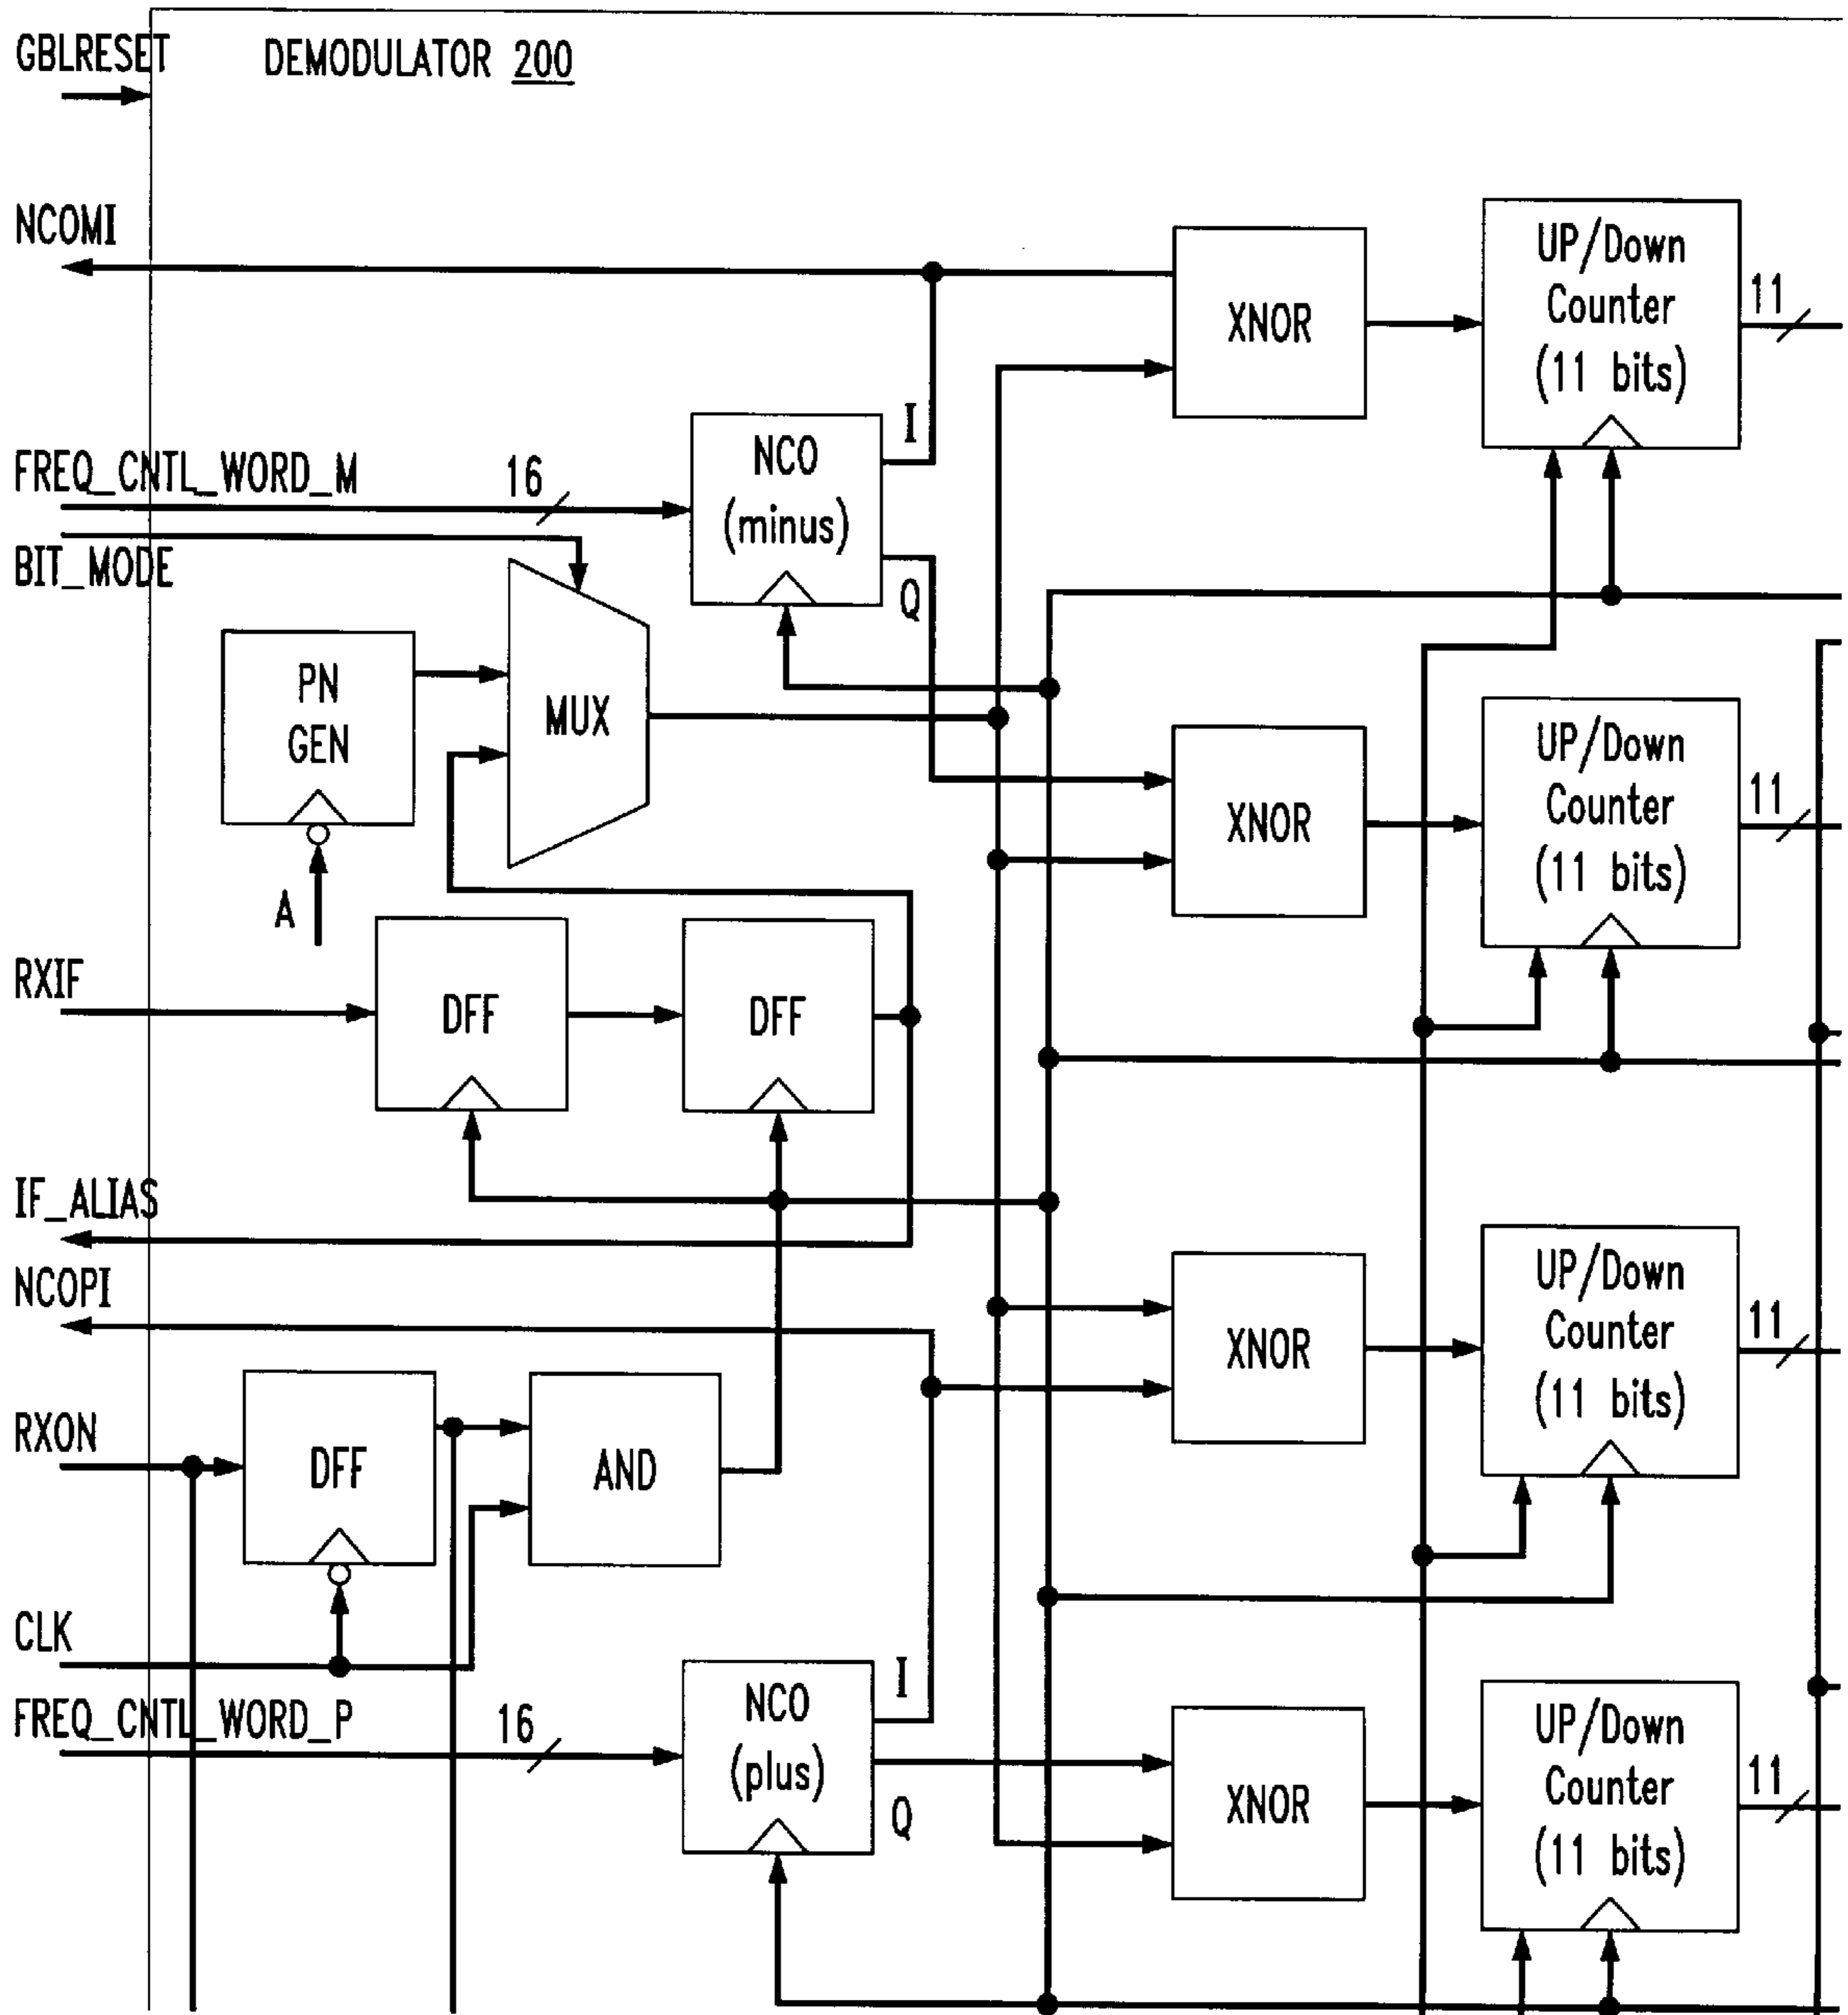 GBLRESET
DEMODULATOR 200
NCOMI
XNOR
UP/Down
Counter
(11 bits)
11
FREQ_CNTL_WORD_M
16
NCO
(minus)
I
Q
BIT_MODE
PN
GEN
MUX
A
XNOR
UP/Down
Counter
(11 bits)
11
RXIF
DFF
DFF
IF_ALIAS
NCOPI
XNOR
UP/Down
Counter
(11 bits)
11
RXON
DFF
AND
CLK
FREQ_CNTL_WORD_P
16
NCO
(plus)
I
Q
XNOR
UP/Down
Counter
(11 bits)
11